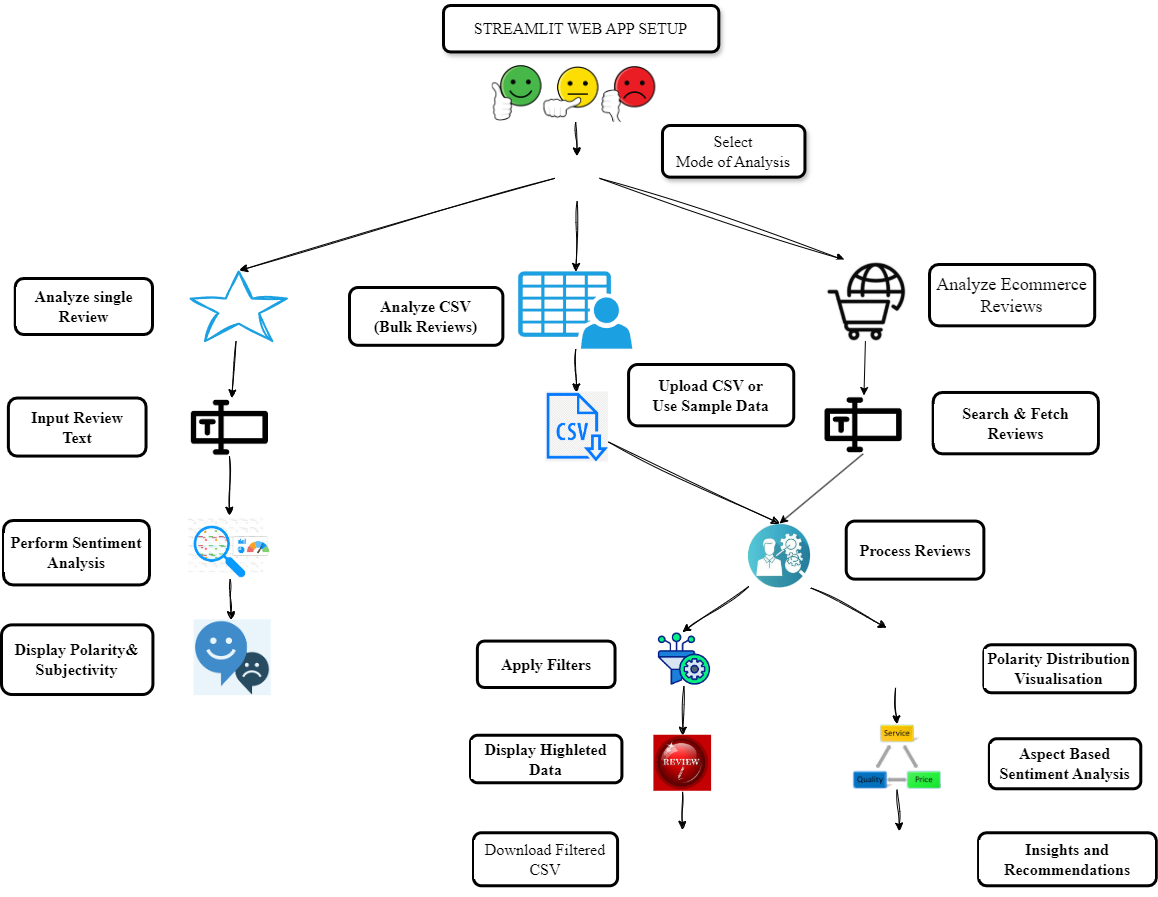 STREAMLIT WEB APP SETUP
Select
Mode of Analysis
Analyze single
Review
Analyze CSV
(Bulk Reviews)
Analyze Ecommerce
Reviews
Input Review
Text
T
CSV
Upload CSV or
Use Sample Data
T
Search & Fetch
Reviews
Perform Sentiment
Analysis
Process Reviews
Display Polarity&
Subjectivity
Apply Filters
Polarity Distribution
Visualisation
Display Highleted
Data
REVIEW
Service
Quality
Price
Aspect Based
Sentiment Analysis
Download Filtered
CSV
Insights and
Recommendations